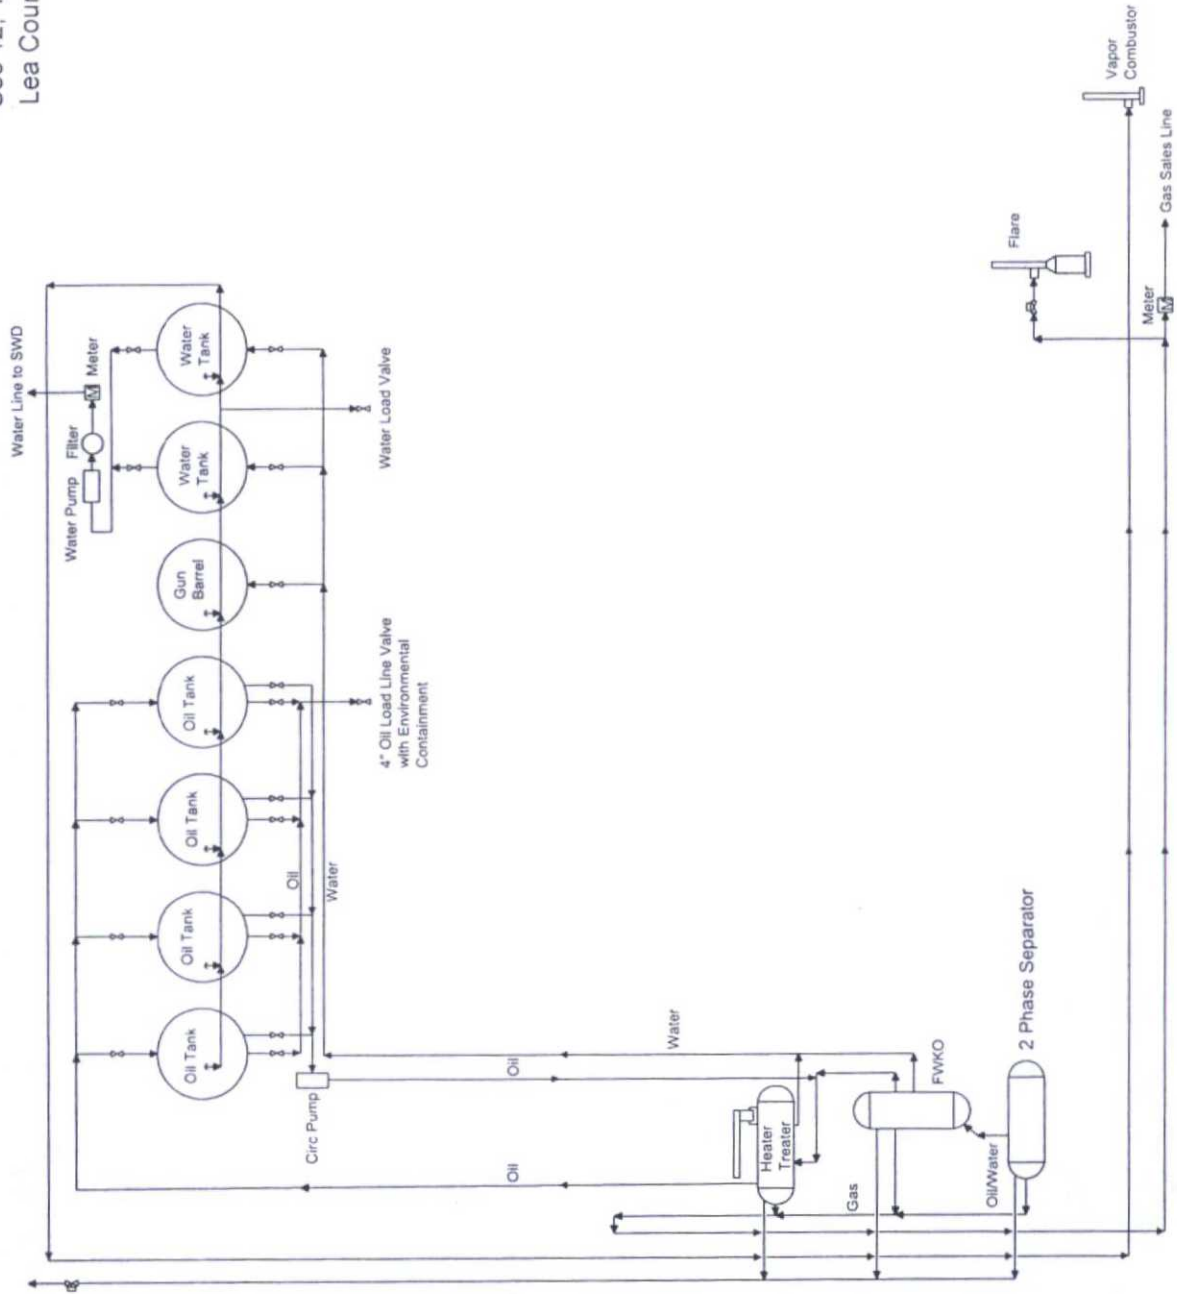 Lea Cour
Water Line to SWD
Water Pump
Filter
Meter
Oil Tank
Oil Tank
Oil Tank
Oil Tank
Gun
Barrel
Water
Tank
Water
Tank
Oil
Water
4" Oil Load Line Valve
with Environmental
Containment
Water Load Valve
Circ Pump
Oil
Oil
Water
Heater
Treater
FWKO
Gas
Oil/Water
2 Phase Separator
Flare
Meter
M
M
Gas Sales Line
Vapor
Combustor